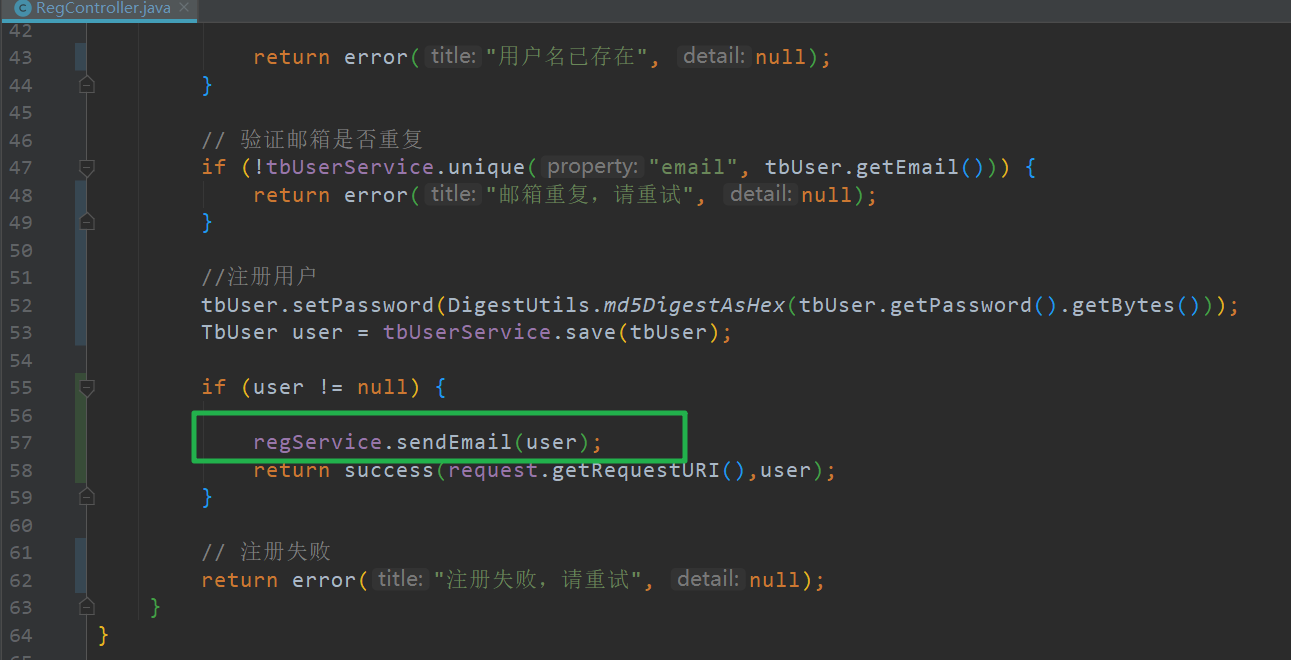 RegController.java
42
43 return error( title: "用户名已存在", detail: null);
44 }
45
46 // 验证邮箱是否重复
47 if (!tbUserService.unique( property: "email", tbUser.getEmail())) {
48 return error( title: "邮箱重复，请重试", detail: null);
49 }
50
51 //注册用户
52 tbUser.setPassword(DigestUtils.md5DigestAsHex(tbUser.getPassword().getBytes()));
53 TbUser user = tbUserService.save(tbUser);
54
55 if (user != null) {
56
57 regService.sendEmail(user);
58 return success(request.getRequestURI(),user);
59 }
60
61 // 注册失败
62 return error( title: "注册失败，请重试", detail: null);
63 }
64 }
65